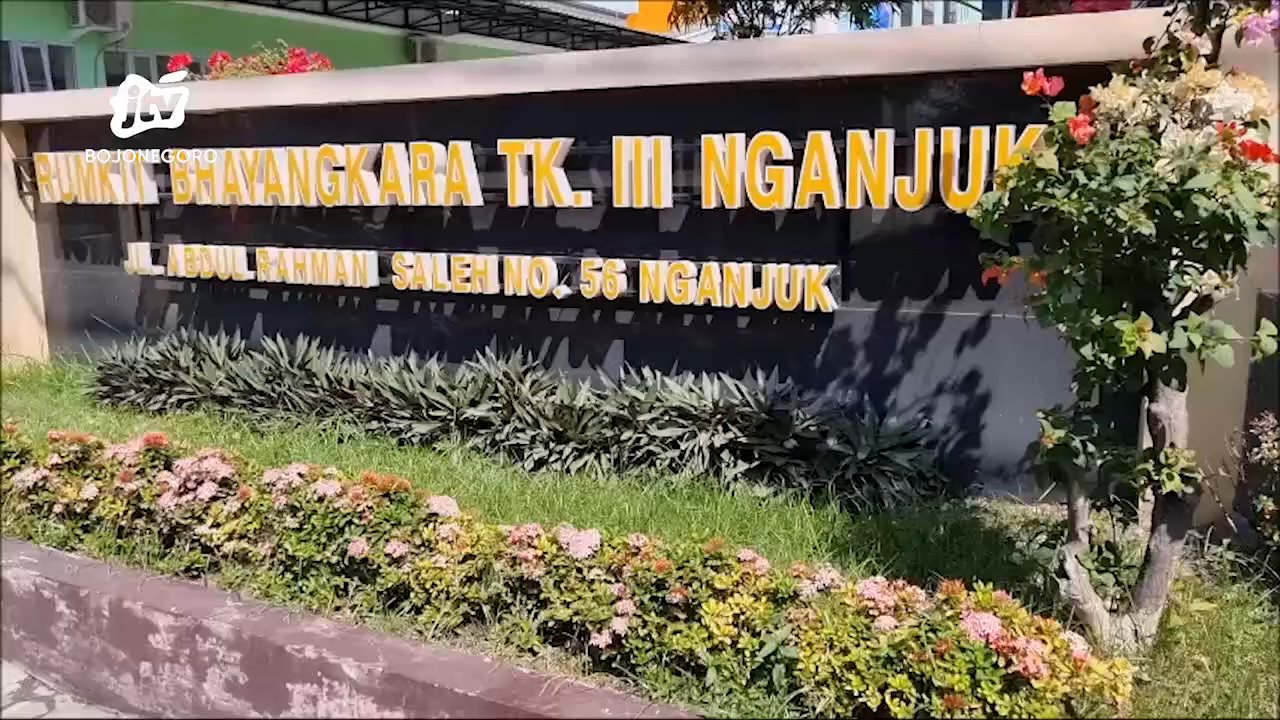 jtv
BOJONEGORO
RUMKIT BHAYANGKARA TK. III NGANJUK
JL. ABDUL RAHMAN SALEH NO. 56 NGANJUK